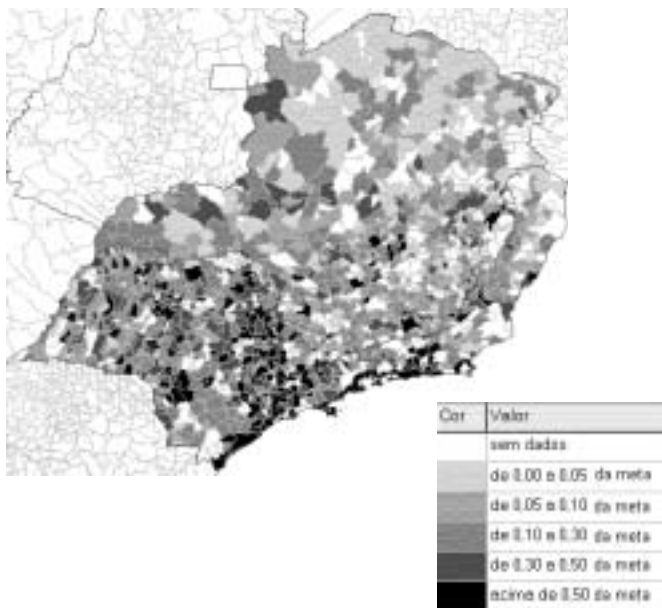 Cor Valor
sem dados
de 0.00 a 0.05 da meta
de 0.05 a 0.10 da meta
de 0.10 a 0.30 da meta
de 0.30 a 0.50 da meta
acima de 0.50 da meta